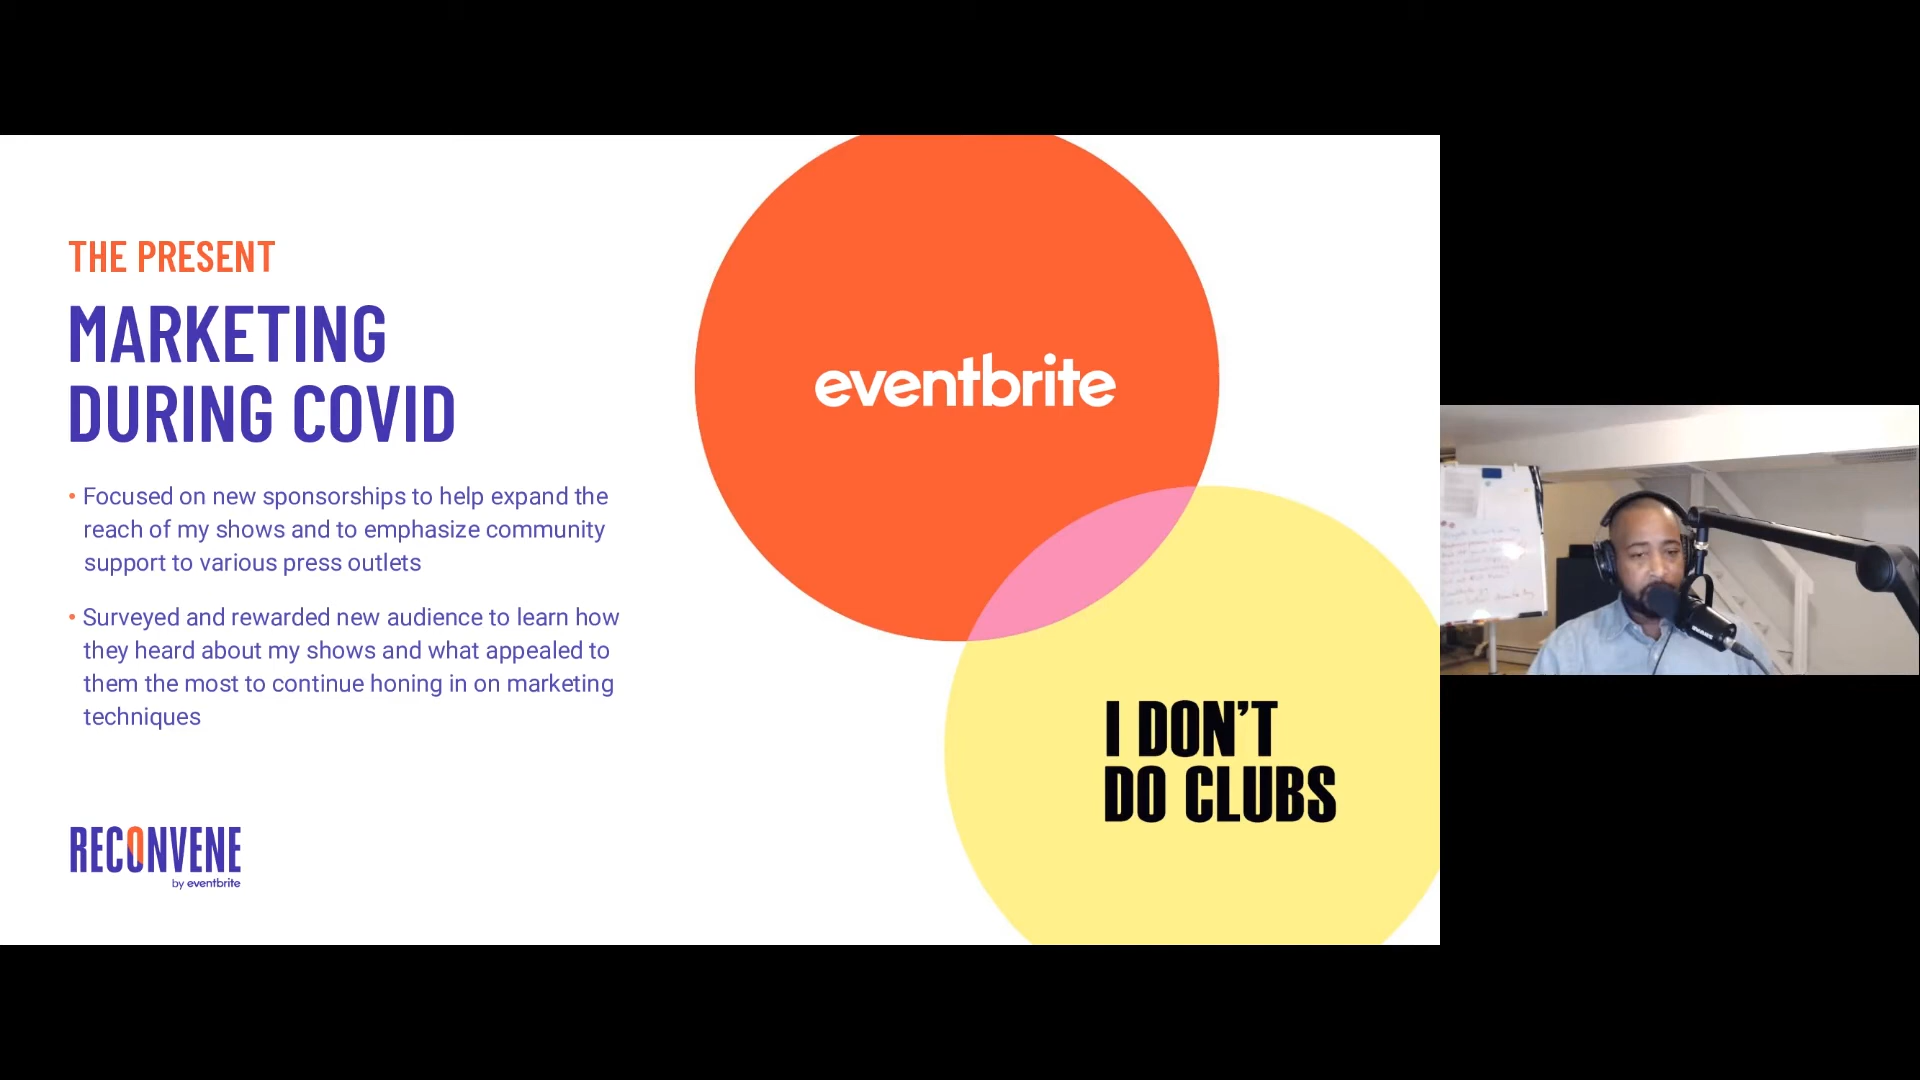 THE PRESENT
MARKETING
DURING COVID
• Focused on new sponsorships to help expand the
reach of my shows and to emphasize community
support to various press outlets
• Surveyed and rewarded new audience to learn how
they heard about my shows and what appealed to
them the most to continue honing in on marketing
techniques
RECONVENE
by eventbrite
eventbrite
I DON'T
DO CLUBS